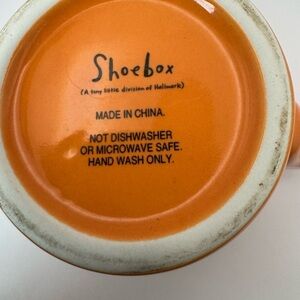 Shoebox
(A tiny little division of Hallmark)
MADE IN CHINA.
NOT DISHWASHER
OR MICROWAVE SAFE.
HAND WASH ONLY.